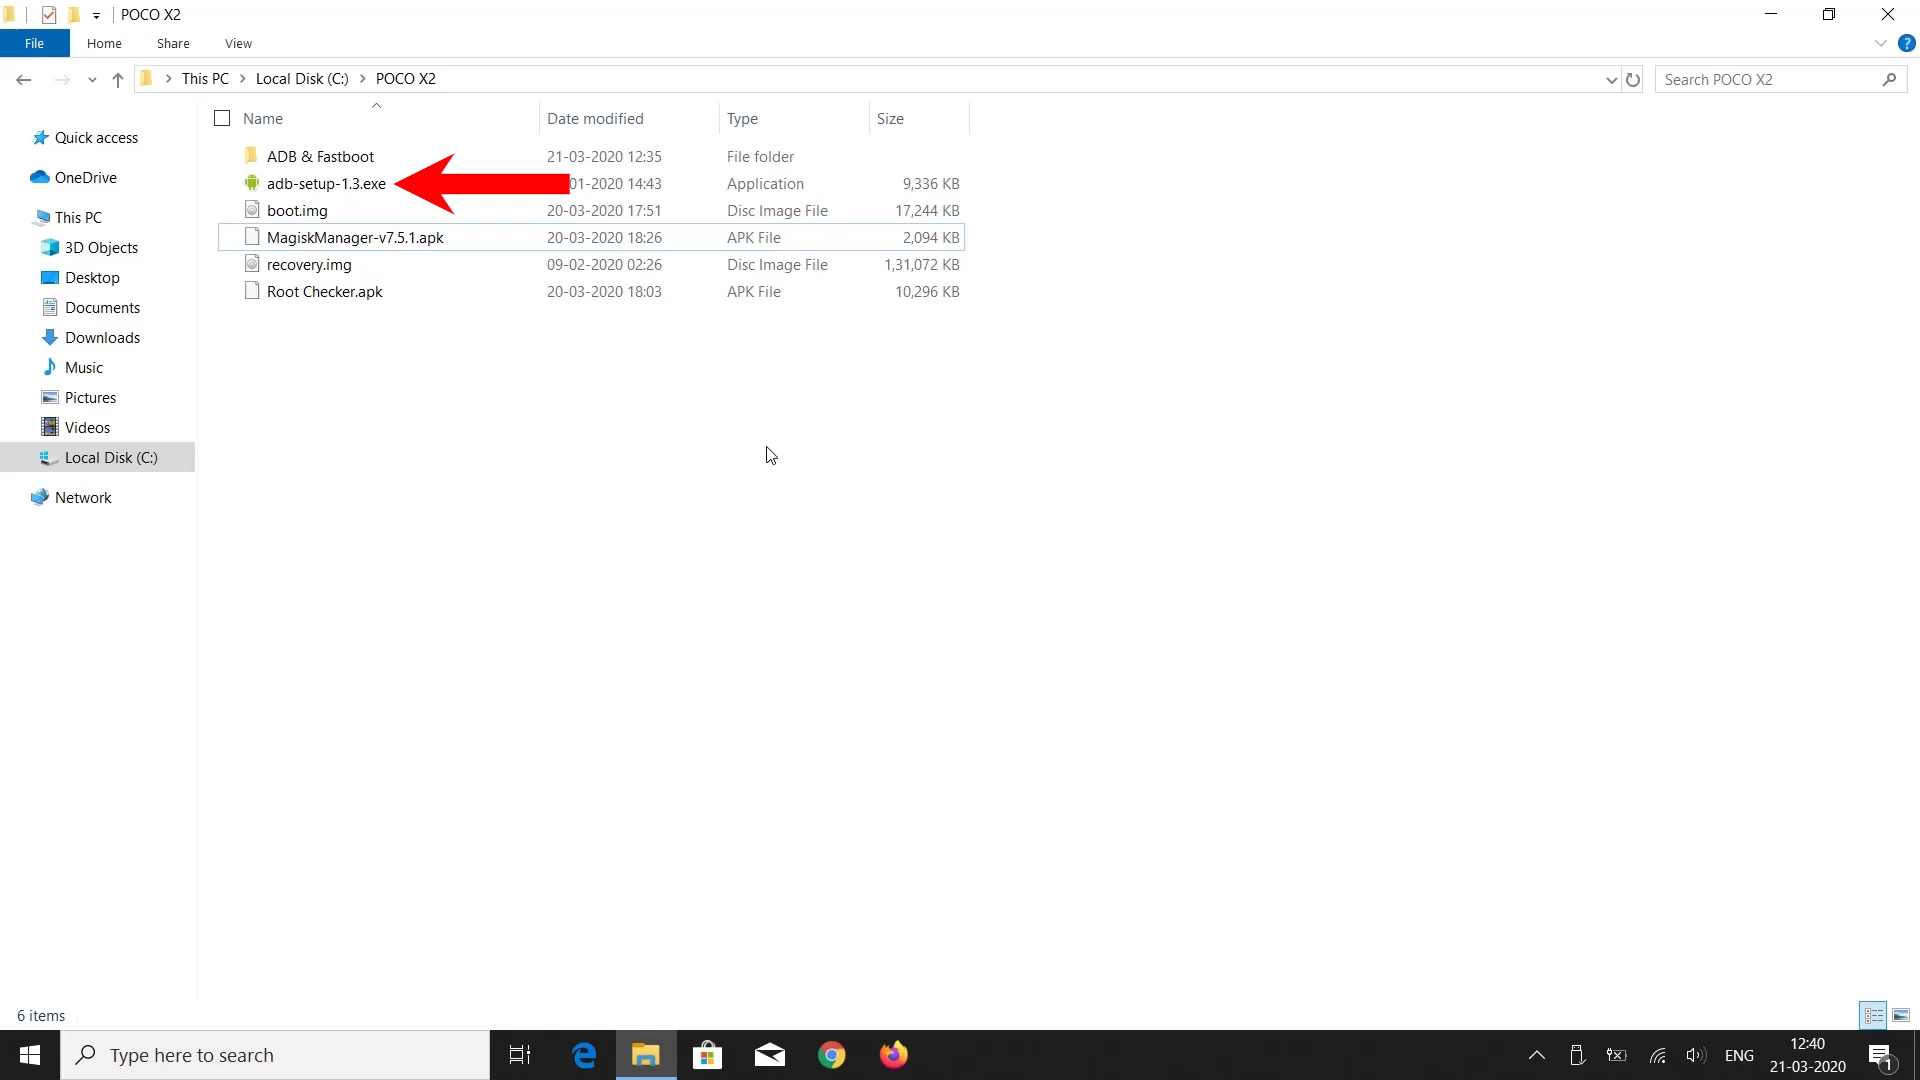 POCO X2
File Home Share View
?
This PC Local Disk (C:) POCO X2
Search POCO X2
Name Date modified Type Size
Quick access
OneDrive
This PC
3D Objects
Desktop
Documents
Downloads
Music
Pictures
Videos
Local Disk (C:)
Network
ADB & Fastboot 21-03-2020 12:35 File folder
adb-setup-1.3.exe 01-2020 14:43 Application 9,336 KB
boot.img 20-03-2020 17:51 Disc Image File 17,244 KB
MagiskManager-v7.5.1.apk 20-03-2020 18:26 APK File 2,094 KB
recovery.img 09-02-2020 02:26 Disc Image File 1,31,072 KB
Root Checker.apk 20-03-2020 18:03 APK File 10,296 KB
6 items
Type here to search
ENG
12:40
21-03-2020
1